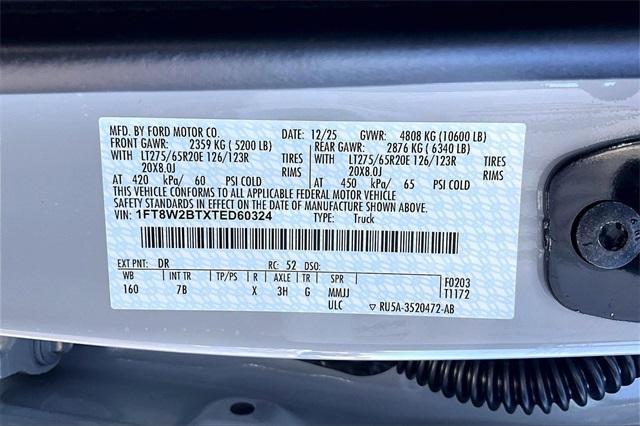 MFD. BY FORD MOTOR CO. DATE: 12/25 GVWR: 4808 KG (10600 LB)
FRONT GAWR: 2359 KG ( 5200 LB) REAR GAWR: 2876 KG ( 6340 LB)
WITH LT275/65R20E 126/123R TIRES WITH LT275/65R20E 126/123R TIRES
20X8.0J RIMS 20X8.0J RIMS
AT 420 kPa/ 60 PSI COLD AT 450 kPa/ 65 PSI COLD
THIS VEHICLE CONFORMS TO ALL APPLICABLE FEDERAL MOTOR VEHICLE
SAFETY STANDARDS IN EFFECT ON THE DATE OF MANUFACTURE SHOWN ABOVE.
VIN: 1FT8W2BTXTED60324 TYPE: Truck
EXT PNT: DR RC: 52 DSO:
WB INT TR TP/PS R AXLE TR SPR F0203
160 7B X 3H G MMJJ T1172
ULC RU5A-3520472-AB